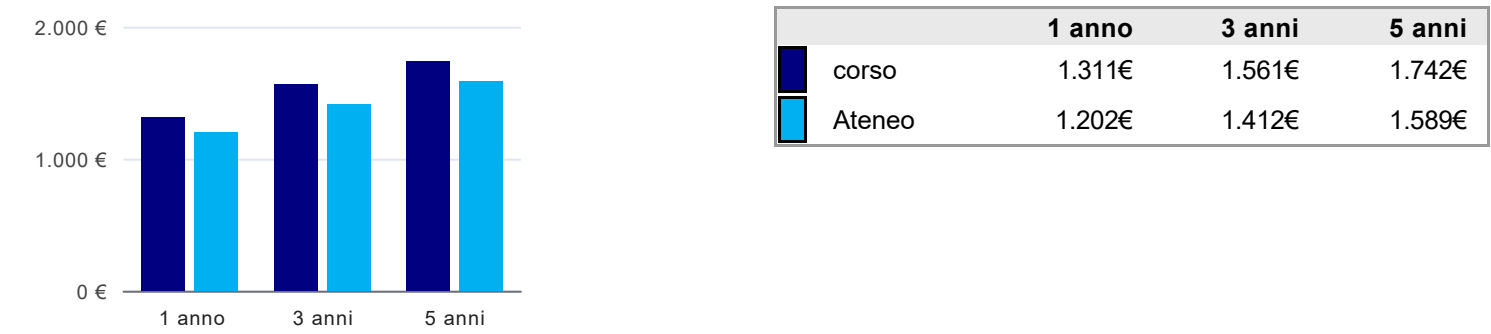 2.000 €
1.000 €
0 €
1 anno 3 anni 5 anni
1 anno 3 anni 5 anni
corso 1.311€ 1.561€ 1.742€
Ateneo 1.202€ 1.412€ 1.589€